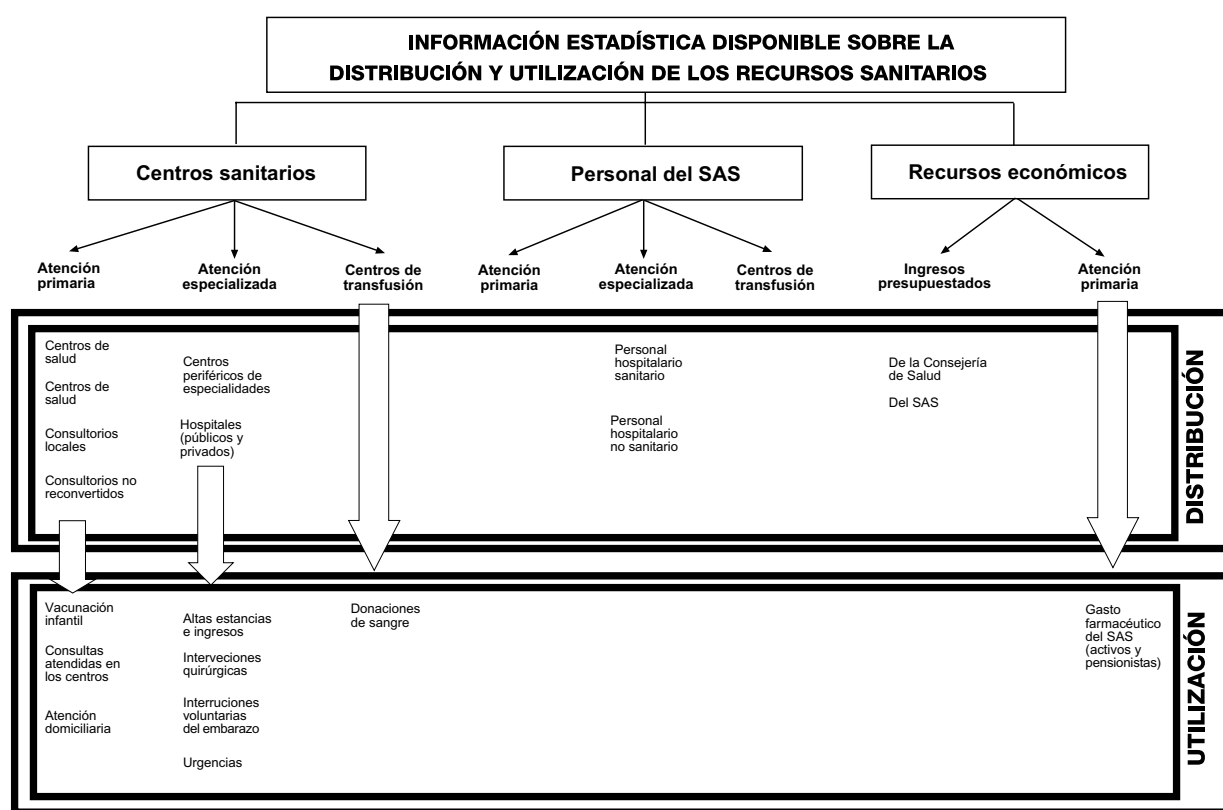 INFORMACIÓN ESTADÍSTICA DISPONIBLE SOBRE LA
DISTRIBUCIÓN Y UTILIZACIÓN DE LOS RECURSOS SANITARIOS
Centros sanitarios
Personal del SAS
Recursos económicos
Atención
primaria
Atención
especializada
Centros de
transfusión
Atención
primaria
Atención
especializada
Centros de
transfusión
Ingresos
presupuestados
Atención
primaria
Centros de
salud
Centros de
salud
Consultorios
locales
Consultorios no
reconvertidos
Centros
periféricos de
especialidades
Hospitales
(públicos y
privados)
Personal
hospitalario
sanitario
Personal
hospitalario
no sanitario
De la Consejería
de Salud
Del SAS
DISTRIBUCIÓN
Vacunación
infantil
Consultas
atendidas en
los centros
Atención
domiciliaria
Altas estancias
e ingresos
Interveciones
quirúrgicas
Interruciones
voluntarias
del embarazo
Urgencias
Donaciones
de sangre
Gasto
farmacéutico
del SAS
(activos y
pensionistas)
UTILIZACIÓN